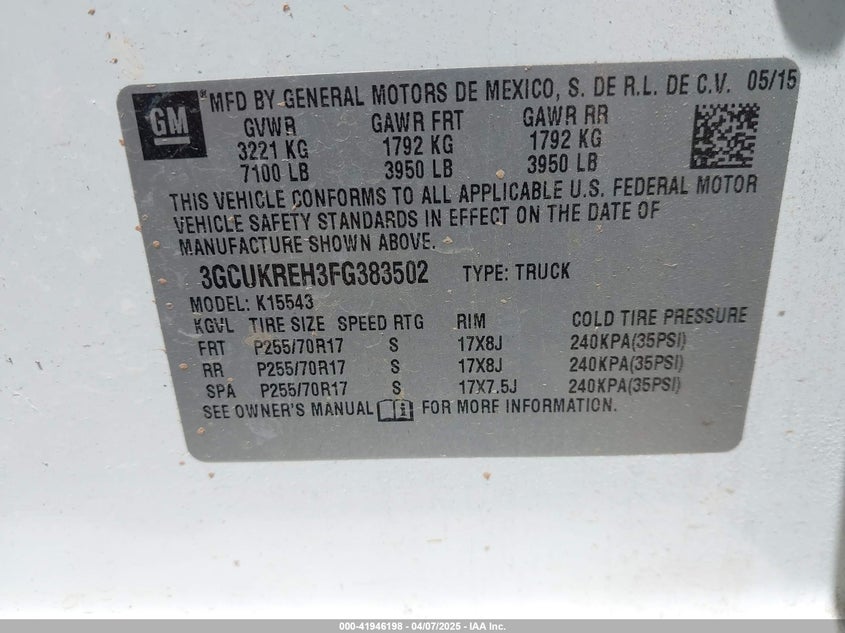 GM ® MFD BY GENERAL MOTORS DE MEXICO, S. DE R.L. DE C.V. 05/15
GVWR GAWR FRT GAWR RR
3221 KG 1792 KG 1792 KG
7100 LB 3950 LB 3950 LB
THIS VEHICLE CONFORMS TO ALL APPLICABLE U.S. FEDERAL MOTOR
VEHICLE SAFETY STANDARDS IN EFFECT ON THE DATE OF
MANUFACTURE SHOWN ABOVE.
3GCUKREH3FG383502 TYPE: TRUCK
MODEL: K15543
KGVL TIRE SIZE SPEED RTG RIM COLD TIRE PRESSURE
FRT P255/70R17 S 17X8J 240KPA(35PSI)
RR P255/70R17 S 17X8J 240KPA(35PSI)
SPA P255/70R17 S 17X7.5J 240KPA(35PSI)
SEE OWNER'S MANUAL FOR MORE INFORMATION.
000-41946198 - 04/07/2025 - IAA Inc.